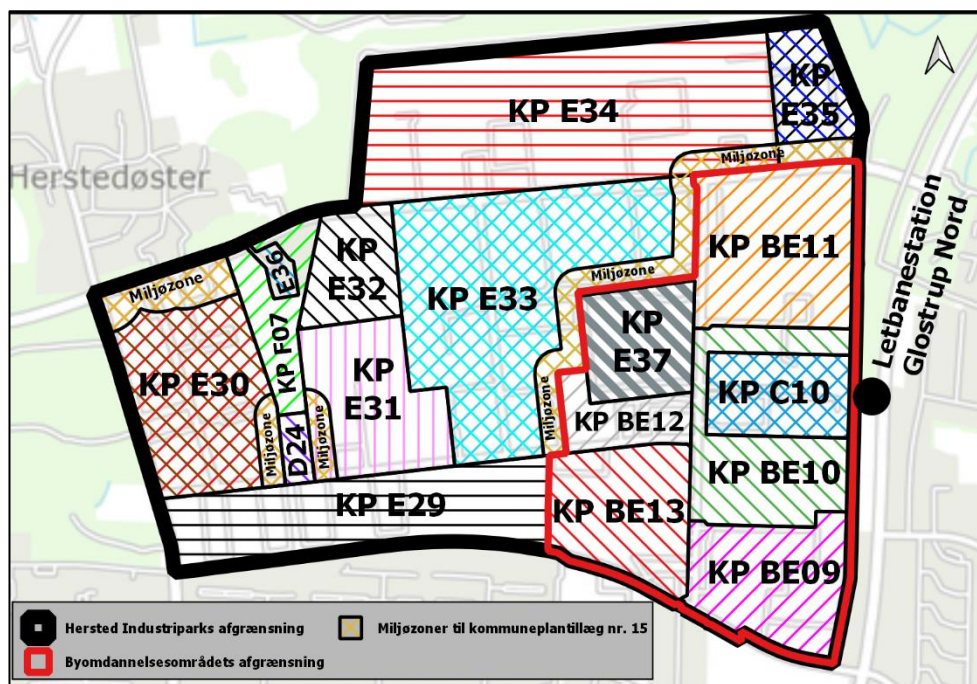 KP E34
KP
E35
Miljøzone
Herstedøster
KP BE11
E36
KP
E32
KP E33
Miljøzone
Miljøzone
Letbanestation
Glostrup Nord
KP F07
KP
E37
KP E30
KP
E31
KP C10
Miljøzone
KP BE12
Miljøzone
D24
Miljøzone
KP BE10
KP E29
KP BE13
KP BE09
Hersted Industriparks afgrænsning
Miljøzoner til kommuneplantillæg nr. 15
Byomdannelsesområdets afgrænsning